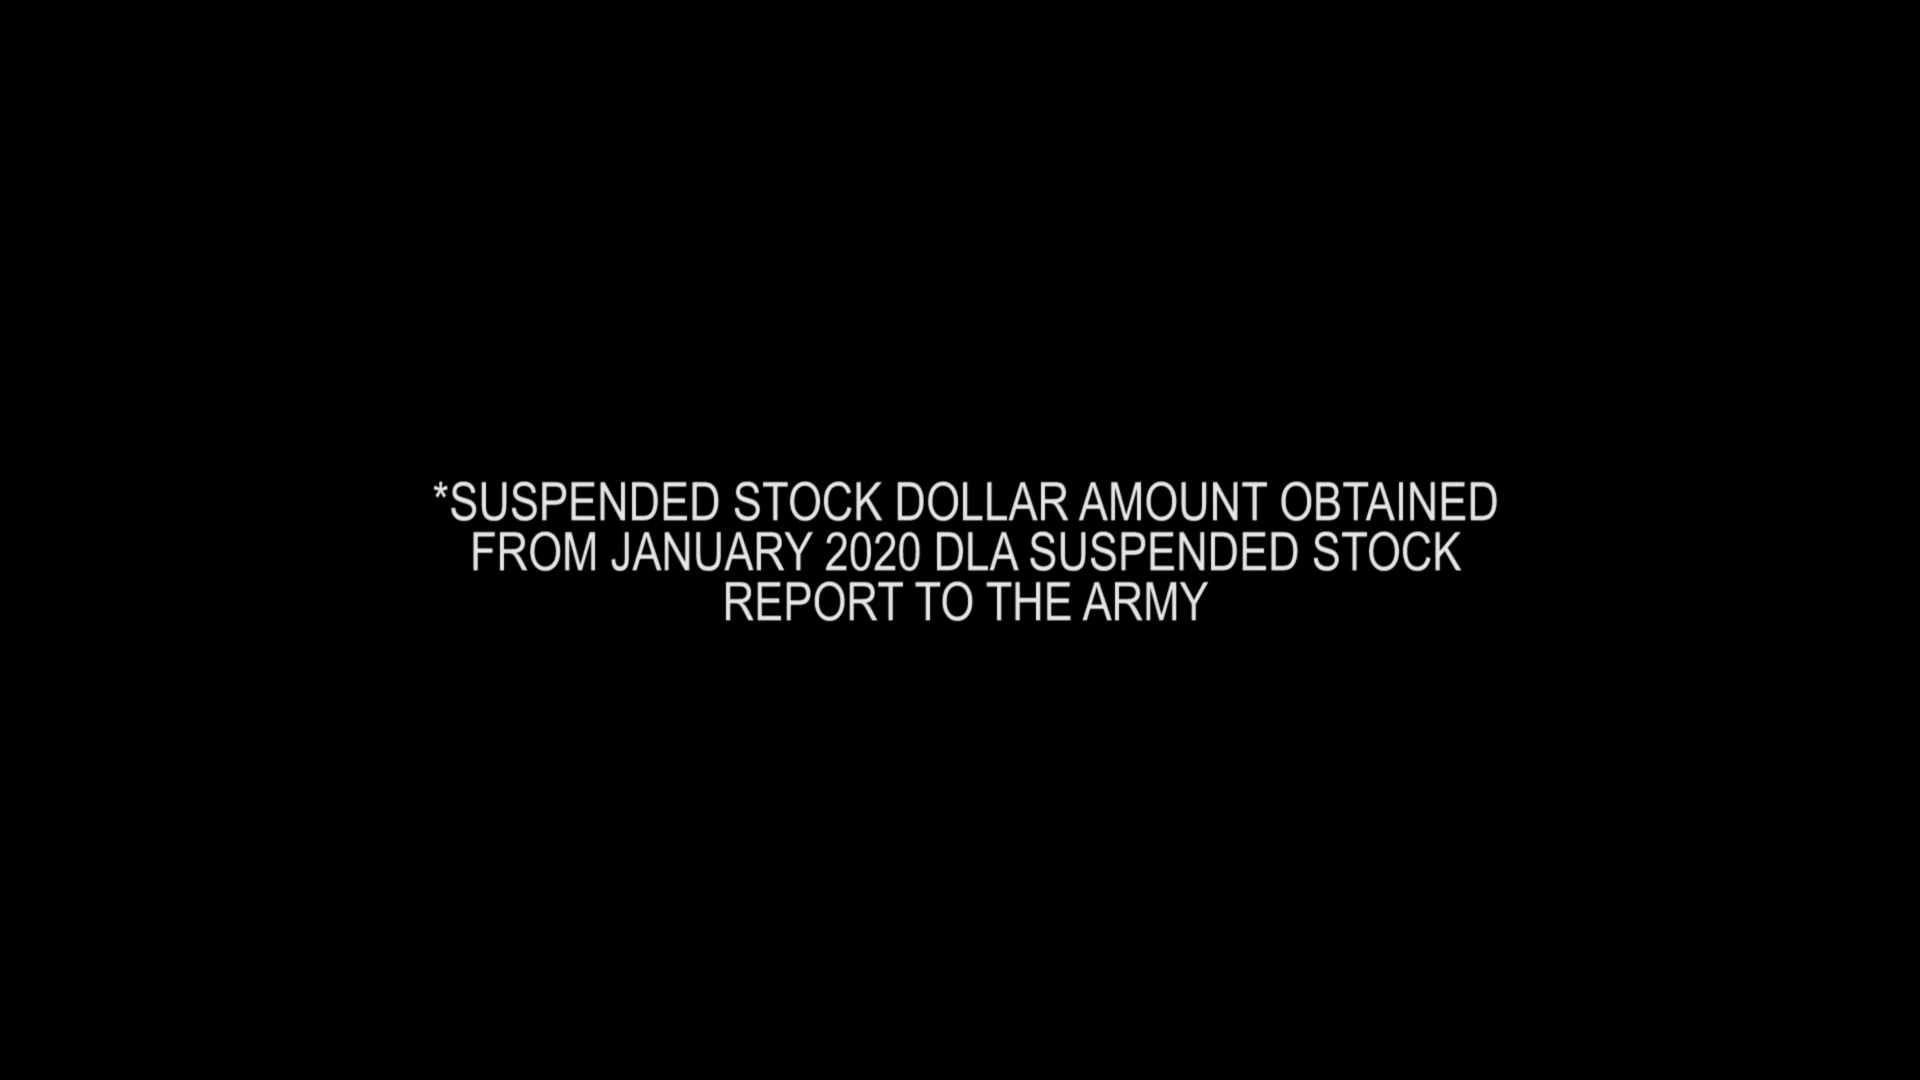 *SUSPENDED STOCK DOLLAR AMOUNT OBTAINED
FROM JANUARY 2020 DLA SUSPENDED STOCK
REPORT TO THE ARMY